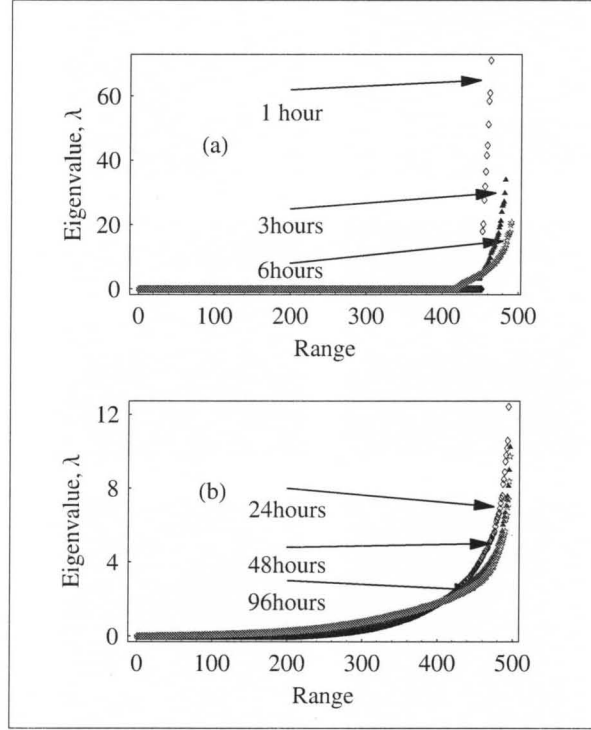 60
40
20
0
Eigenvalue, λ
(a)
1 hour
3hours
6hours
0 100 200 300 400 500
Range
12
8
4
0
Eigenvalue, λ
(b)
24hours
48hours
96hours
0 100 200 300 400 500
Range